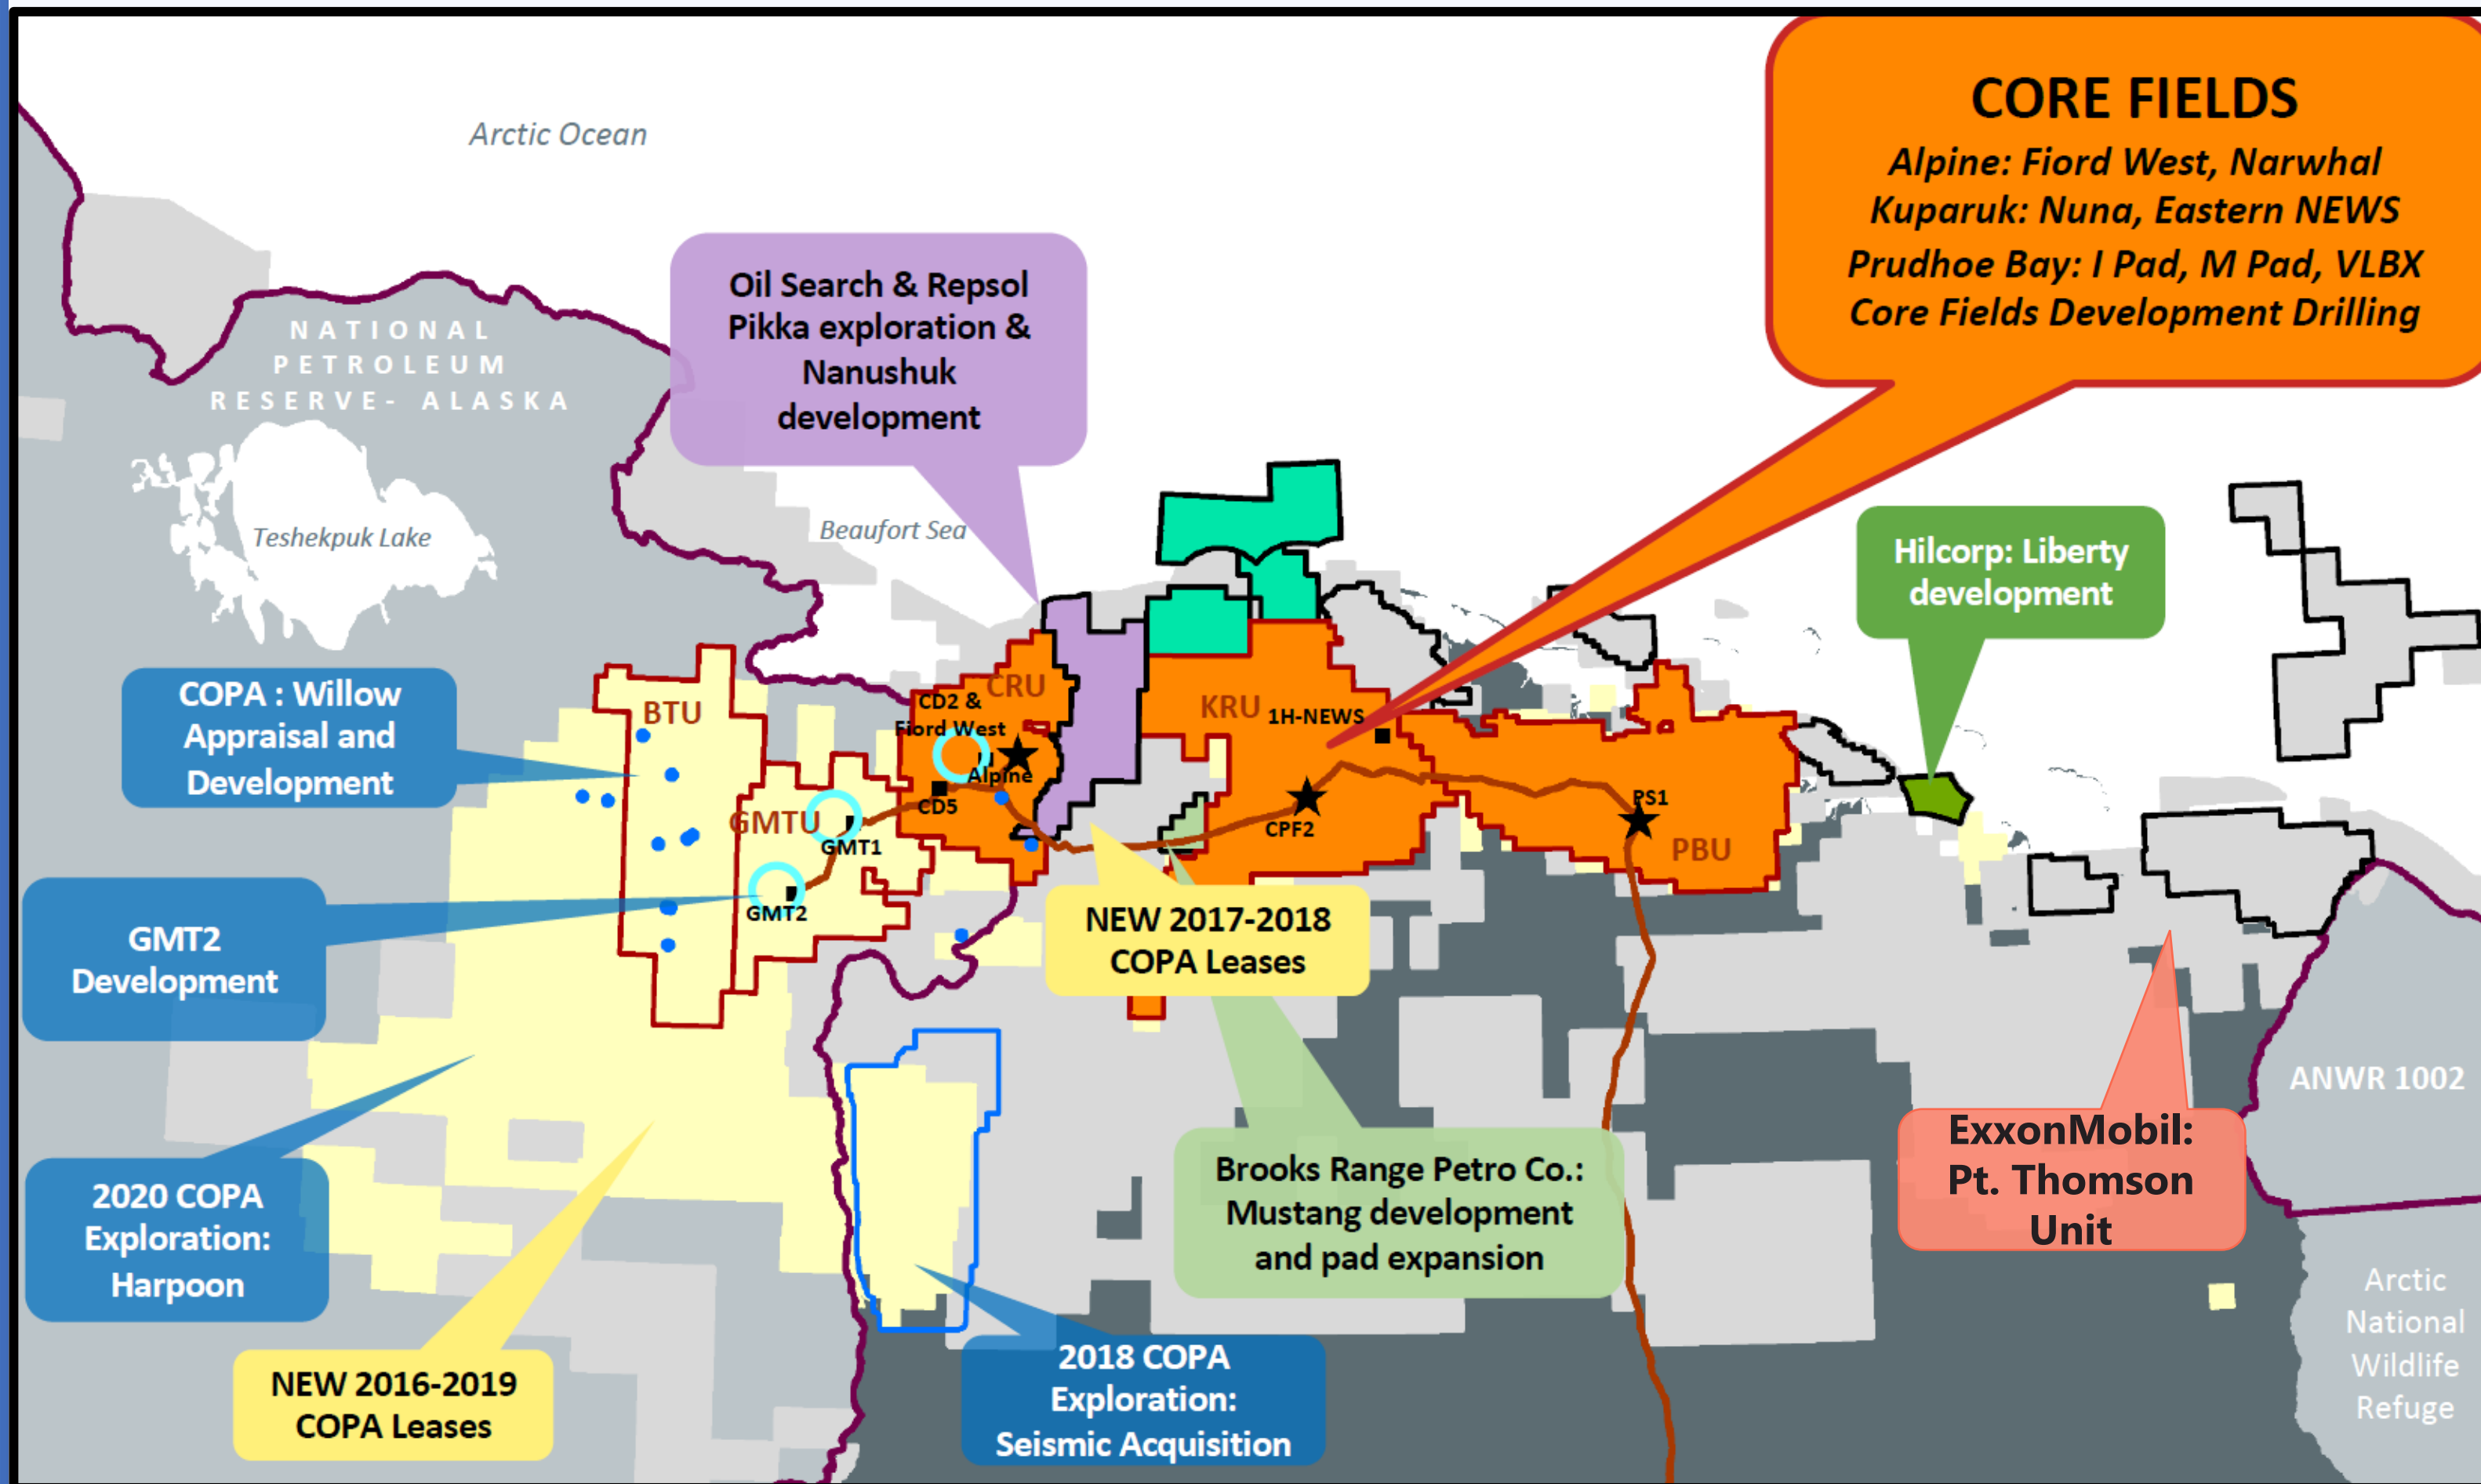 Arctic Ocean
CORE FIELDS
Alpine: Fiord West, Narwhal
Kuparuk: Nuna, Eastern NEWS
Prudhoe Bay: I Pad, M Pad, VLBX
Core Fields Development Drilling
Oil Search & Repsol
Pikka exploration &
Nanushuk
development
NATIONAL
PETROLEUM
RESERVE- ALASKA
Teshekpuk Lake
Beaufort Sea
Hilcorp: Liberty
development
COPA : Willow
Appraisal and
Development
BTU
CRU
CD2 &
Fiord West
KRU
1H-NEWS
Alpine
CD5
GMTU
GMT1
CPF2
PS1
PBU
GMT2
GMT2
Development
NEW 2017-2018
COPA Leases
ANWR 1002
Brooks Range Petro Co.:
Mustang development
and pad expansion
ExxonMobil:
Pt. Thomson
Unit
2020 COPA
Exploration:
Harpoon
Arctic
National
Wildlife
Refuge
NEW 2016-2019
COPA Leases
2018 COPA
Exploration:
Seismic Acquisition